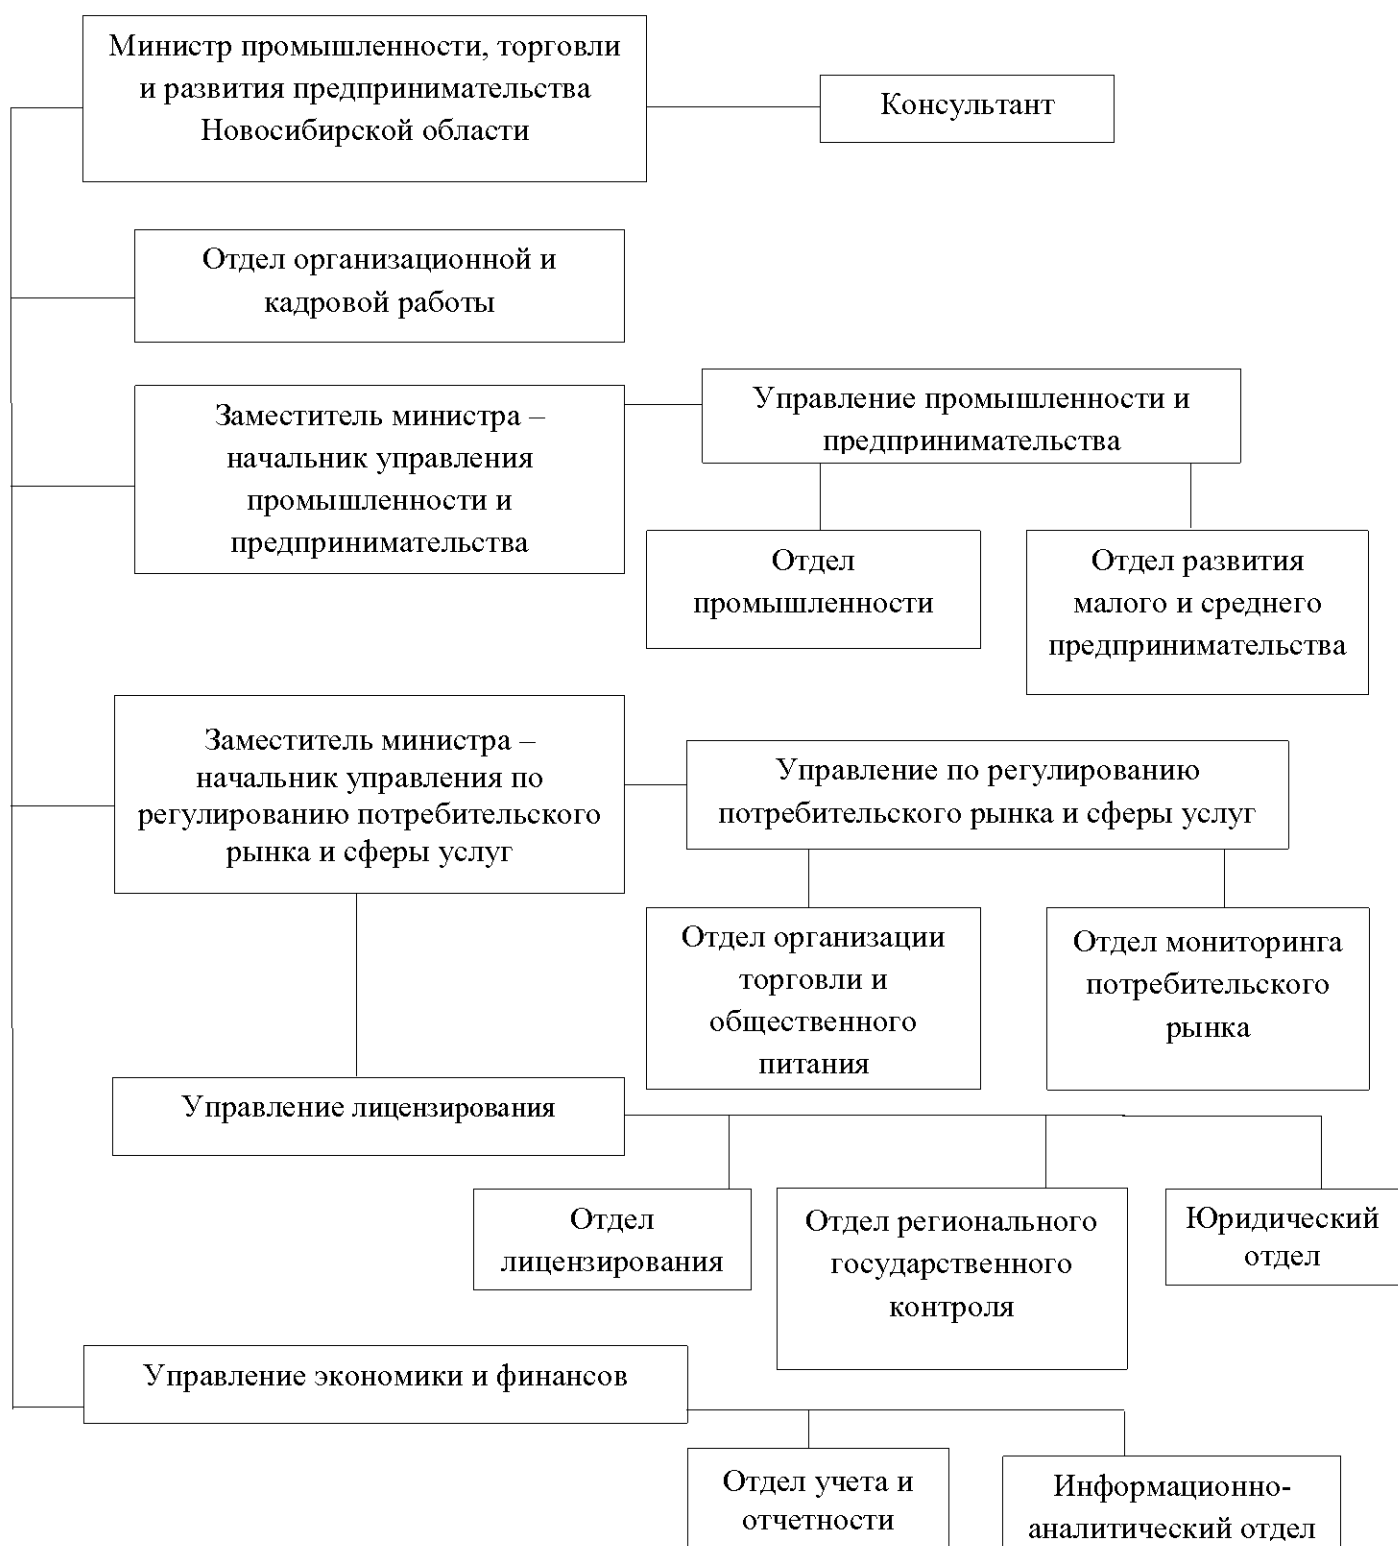 Министр промышленности, торговли
и развития предпринимательства
Новосибирской области
Консультант
Отдел организационной и
кадровой работы
Заместитель министра –
начальник управления
промышленности и
предпринимательства
Управление промышленности и
предпринимательства
Отдел
промышленности
Отдел развития
малого и среднего
предпринимательства
Заместитель министра –
начальник управления по
регулированию потребительского
рынка и сферы услуг
Управление по регулированию
потребительского рынка и сферы услуг
Отдел организации
торговли и
общественного
питания
Отдел мониторинга
потребительского
рынка
Управление лицензирования
Отдел
лицензирования
Отдел регионального
государственного
контроля
Юридический
отдел
Управление экономики и финансов
Отдел учета и
отчетности
Информационно-
аналитический отдел